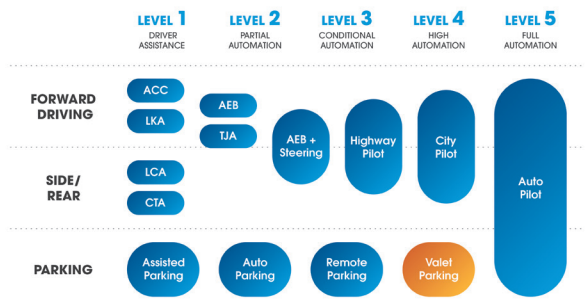 LEVEL 1
DRIVER
ASSISTANCE
LEVEL 2
PARTIAL
AUTOMATION
LEVEL 3
CONDITIONAL
AUTOMATION
LEVEL 4
HIGH
AUTOMATION
LEVEL 5
FULL
AUTOMATION
FORWARD
DRIVING
ACC
LKA
AEB
TJA
AEB +
Steering
Highway
Pilot
City
Pilot
SIDE/
REAR
LCA
CTA
Auto
Pilot
PARKING
Assisted
Parking
Auto
Parking
Remote
Parking
Valet
Parking